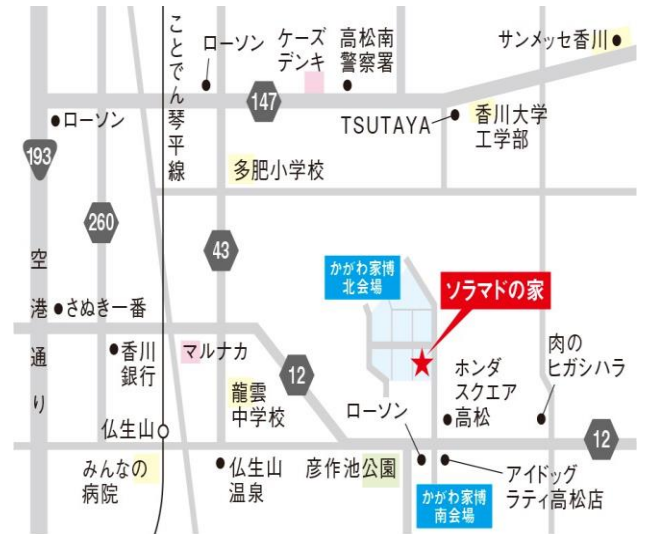 ことでん琴平線
ローソン
ケーズ
デンキ
高松南
警察署
サンメッセ香川
147
ローソン
TSUTAYA
香川大学
工学部
193
多肥小学校
260
43
空港通り
かがわ家博
北会場
ソラマドの家
さぬき一番
香川
銀行
マルナカ
12
龍雲
中学校
ホンダ
スクエア
高松
肉の
ヒガシハラ
ローソン
仏生山
12
みんなの
病院
仏生山
温泉
彦作池公園
かがわ家博
南会場
アイドッグ
ラティ高松店